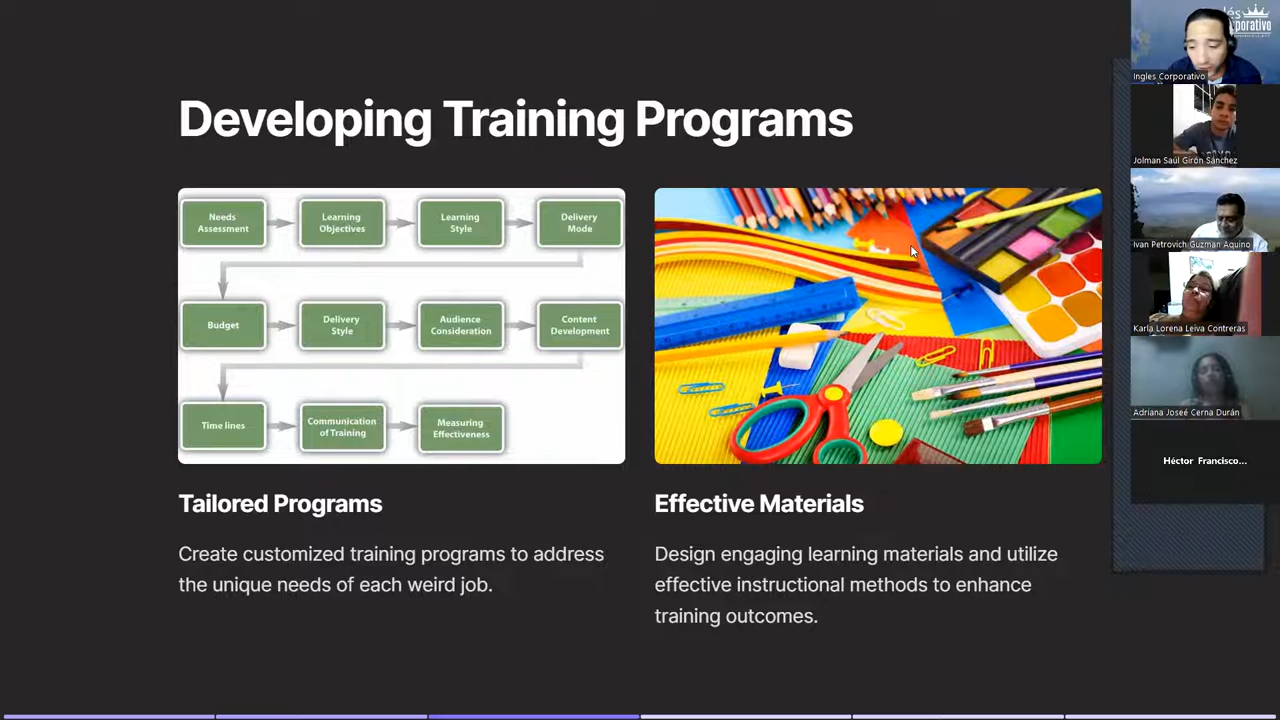 Developing Training Programs
Needs
Assessment
Learning
Objectives
Learning
Style
Delivery
Mode
Budget
Delivery
Style
Audience
Consideration
Content
Development
Time lines
Communication
of Training
Measuring
Effectiveness
Tailored Programs
Create customized training programs to address
the unique needs of each weird job.
Effective Materials
Design engaging learning materials and utilize
effective instructional methods to enhance
training outcomes.
Ingles Corporativo
Jolman Saúl Girón Sánchez
Ivan Petrovich Guzman Aquino
Karla Lorena Leiva Contreras
Adriana Joseé Cerna Durán
Héctor Francisco...